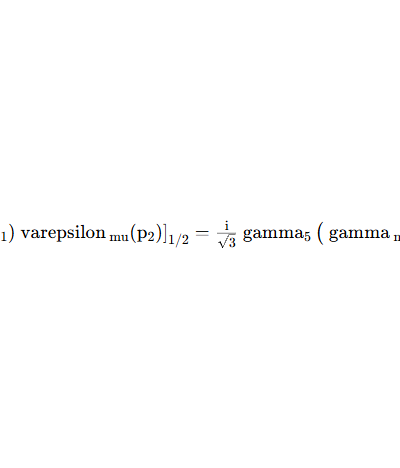 ₁) varepsilon mu(p₂)]₁/₂ = i/√3 gamma₅ ( gamma